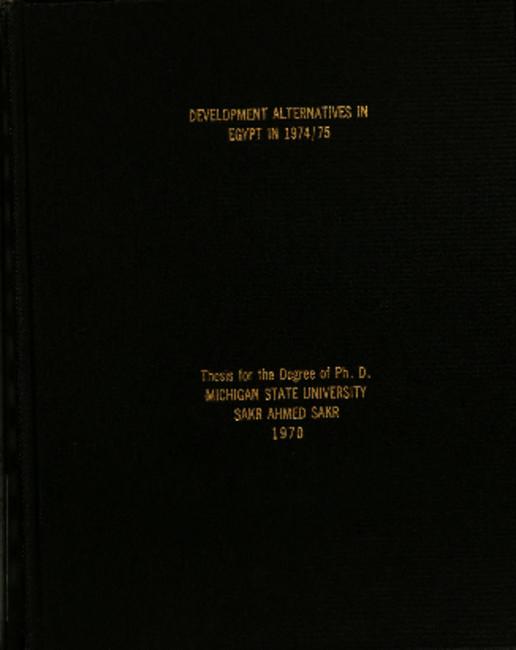 DEVELOPMENT ALTERNATIVES IN
EGYPT IN 1974/75
Thesis for the Degree of Ph. D.
MICHIGAN STATE UNIVERSITY
SAKR AHMED SAKR
1970